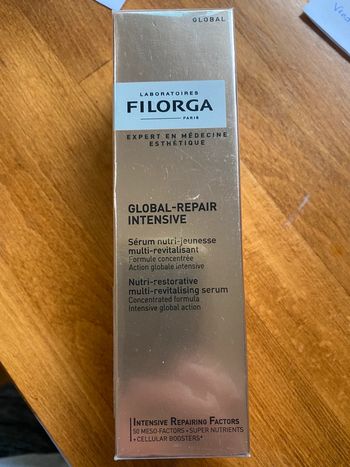 GLOBAL
LABORATOIRES
FILORGA
PARIS
EXPERT EN MÉDECINE
ESTHÉTIQUE
GLOBAL-REPAIR
INTENSIVE
Sérum nutri-jeunesse
multi-revitalisant
Formule concentrée
Action globale intensive
Nutri-restorative
multi-revitalising serum
Concentrated formula
Intensive global action
INTENSIVE REPAIRING FACTORS
50 MESO-FACTORS + SUPER NUTRIENTS
+ CELLULAR BOOSTERS*